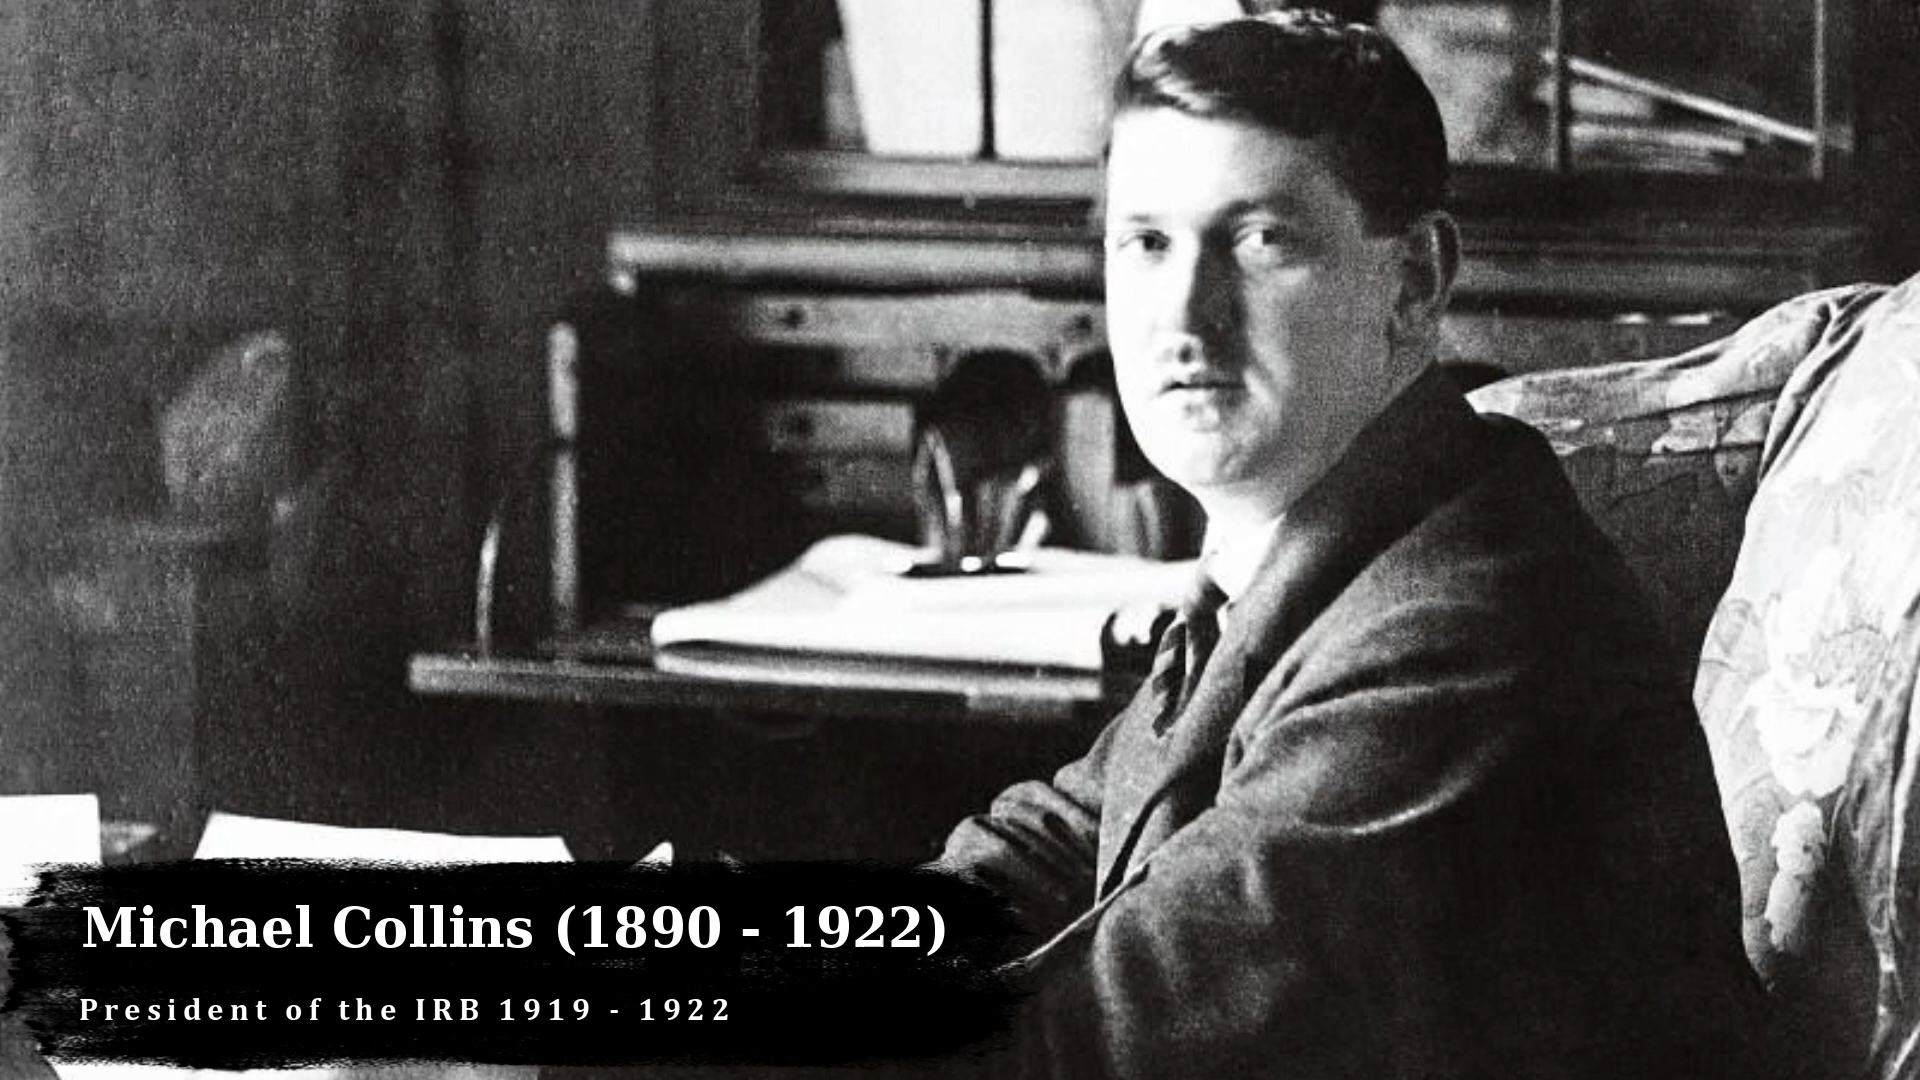 Michael Collins (1890 - 1922)
President of the IRB 1919 - 1922